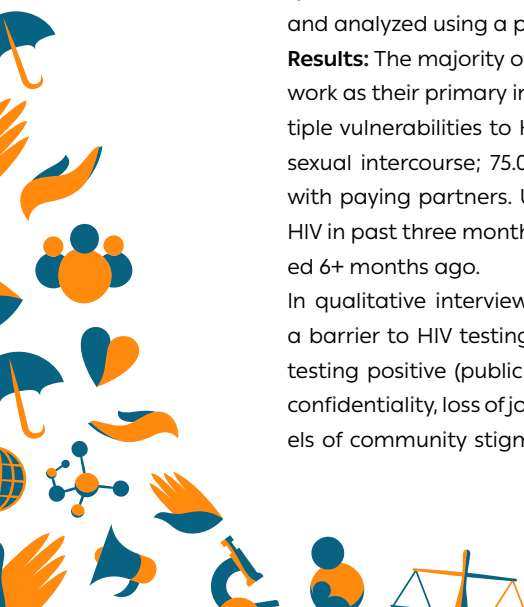 and analyzed using a p
Results: The majority o
work as their primary in
tiple vulnerabilities to H
sexual intercourse; 75.0
with paying partners. U
HIV in past three month
ed 6+ months ago.
In qualitative interview
a barrier to HIV testing
testing positive (public
confidentiality, loss of jo
els of community stigm